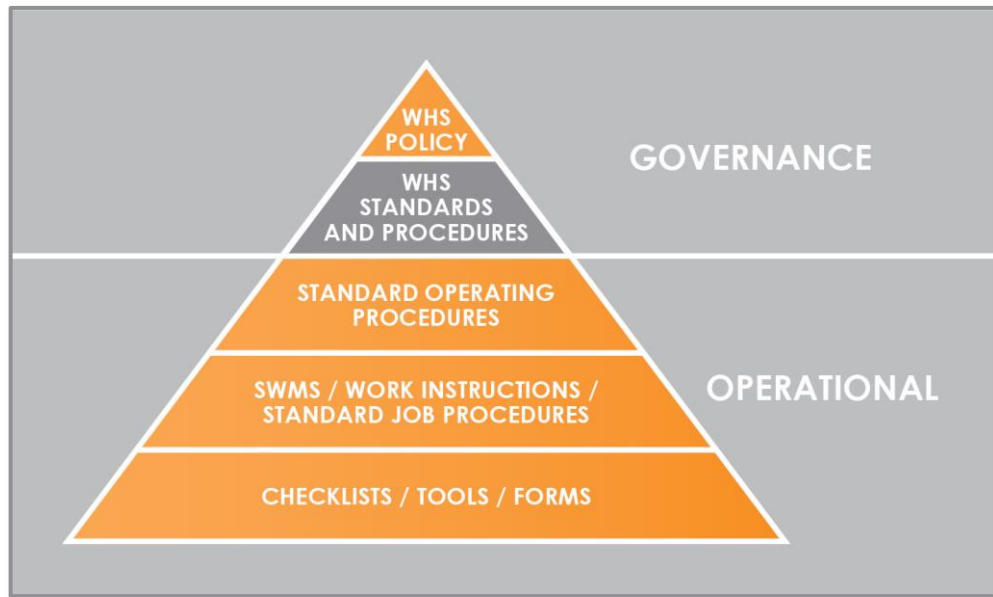 WHS
POLICY
GOVERNANCE
WHS
STANDARDS
AND PROCEDURES
STANDARD OPERATING
PROCEDURES
SWMS / WORK INSTRUCTIONS /
STANDARD JOB PROCEDURES
OPERATIONAL
CHECKLISTS / TOOLS / FORMS